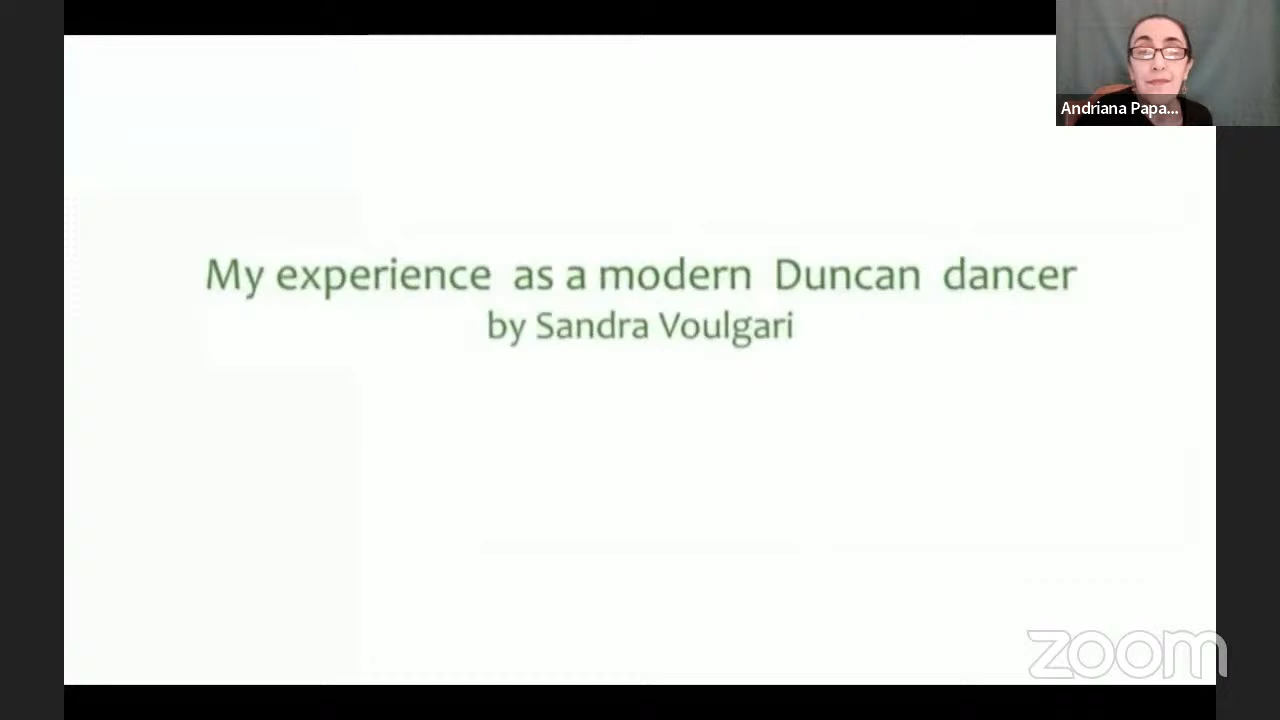 Andriana Papa...
My experience as a modern Duncan dancer
by Sandra Voulgari
zoom